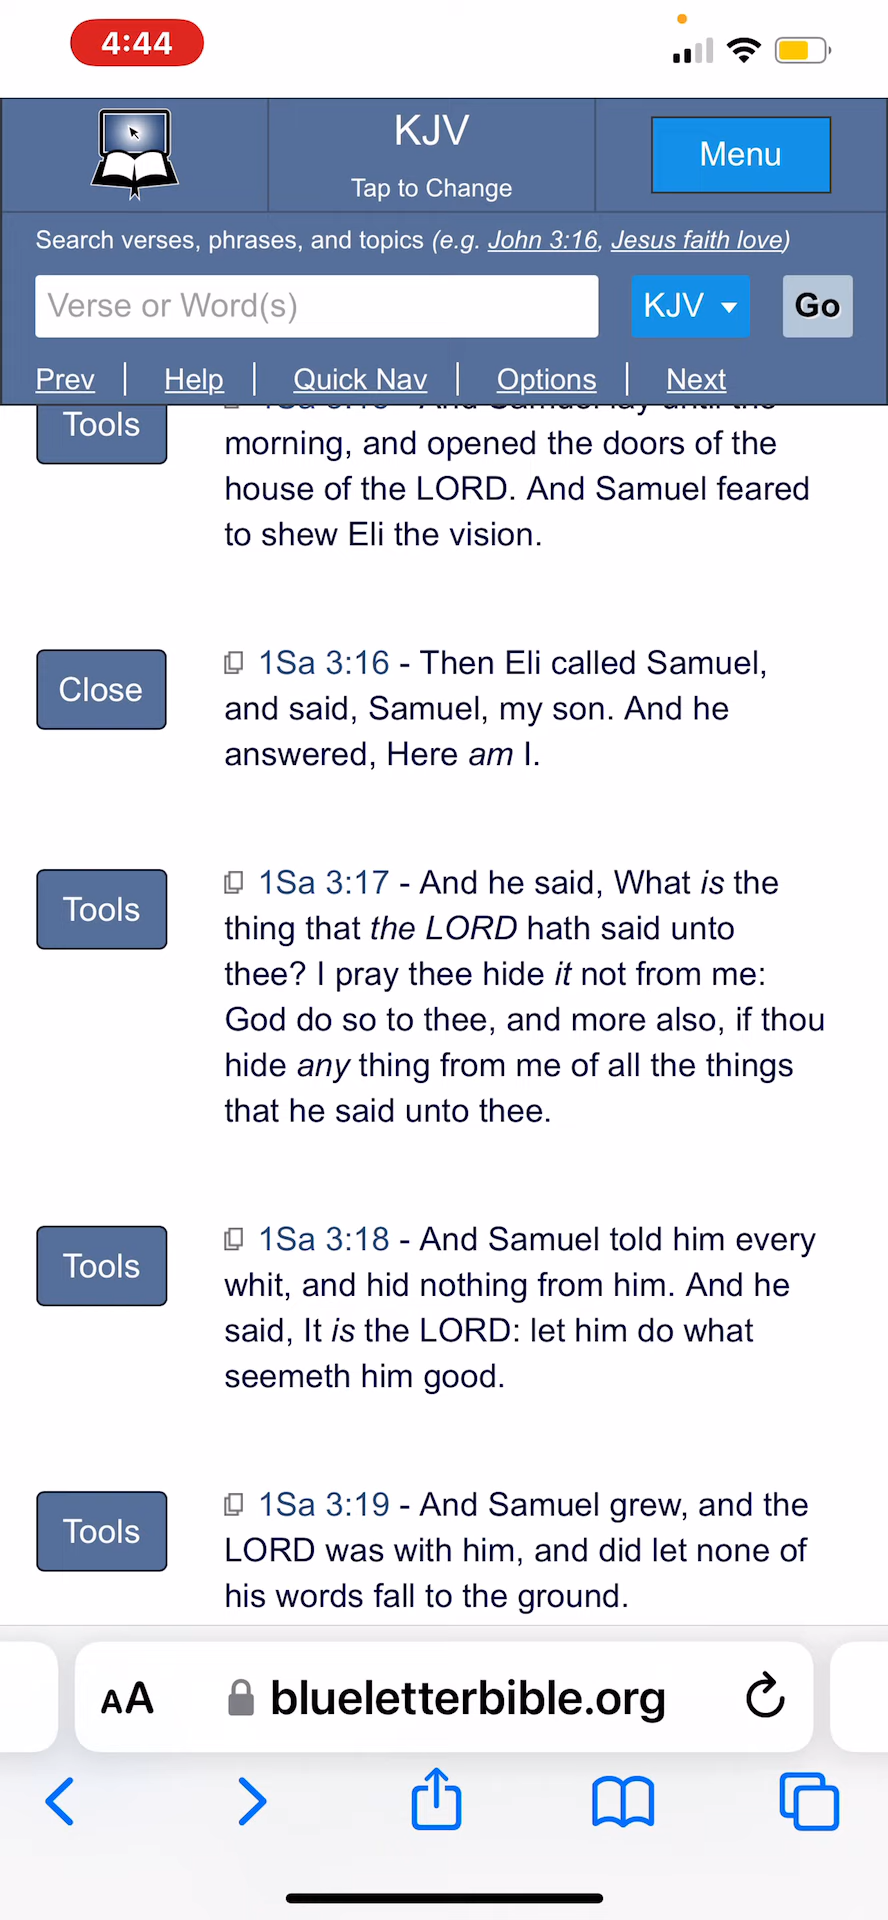 4:44
KJV
Tap to Change
Menu
Search verses, phrases, and topics (e.g. John 3:16, Jesus faith love)
Verse or Word(s)
KJV
Go
Prev | Help | Quick Nav | Options | Next
Tools
And Samuel lay until the
morning, and opened the doors of the
house of the LORD. And Samuel feared
to shew Eli the vision.
Close
1Sa 3:16 - Then Eli called Samuel,
and said, Samuel, my son. And he
answered, Here am I.
Tools
1Sa 3:17 - And he said, What is the
thing that the LORD hath said unto
thee? I pray thee hide it not from me:
God do so to thee, and more also, if thou
hide any thing from me of all the things
that he said unto thee.
Tools
1Sa 3:18 - And Samuel told him every
whit, and hid nothing from him. And he
said, It is the LORD: let him do what
seemeth him good.
Tools
1Sa 3:19 - And Samuel grew, and the
LORD was with him, and did let none of
his words fall to the ground.
AA
blueletterbible.org